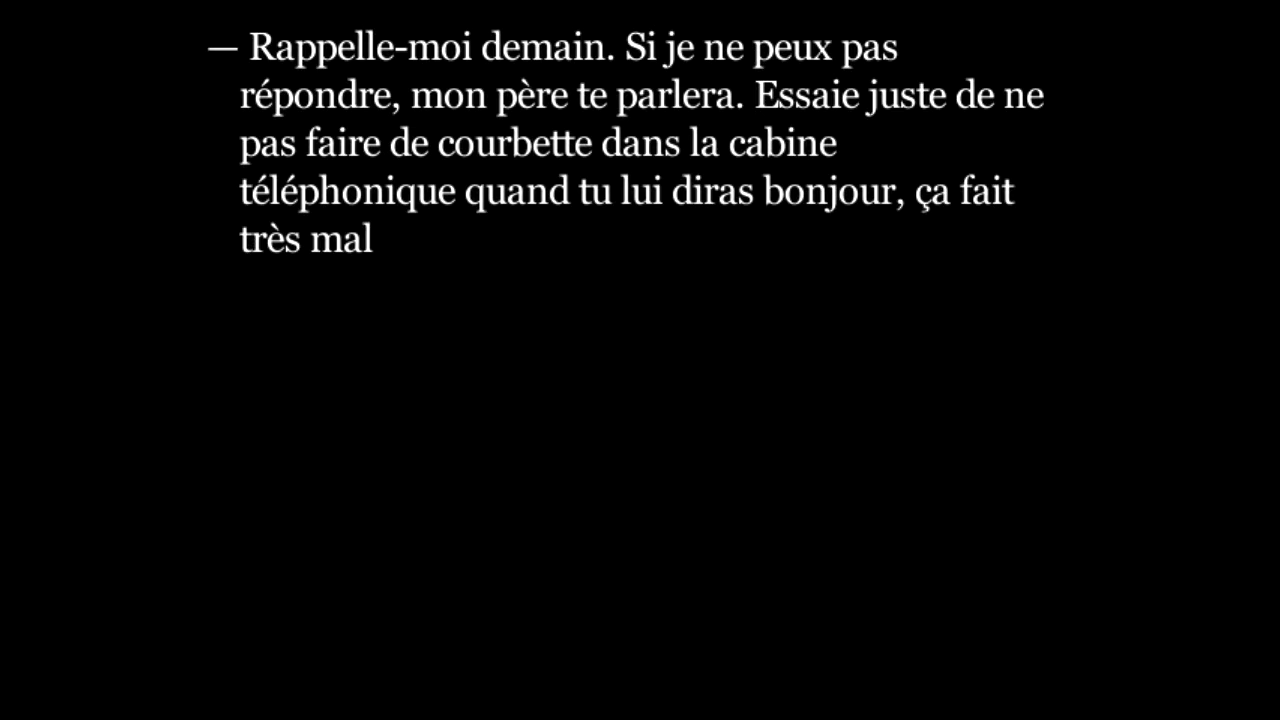 — Rappelle-moi demain. Si je ne peux pas
répondre, mon père te parlera. Essaie juste de ne
pas faire de courbette dans la cabine
téléphonique quand tu lui diras bonjour, ça fait
très mal